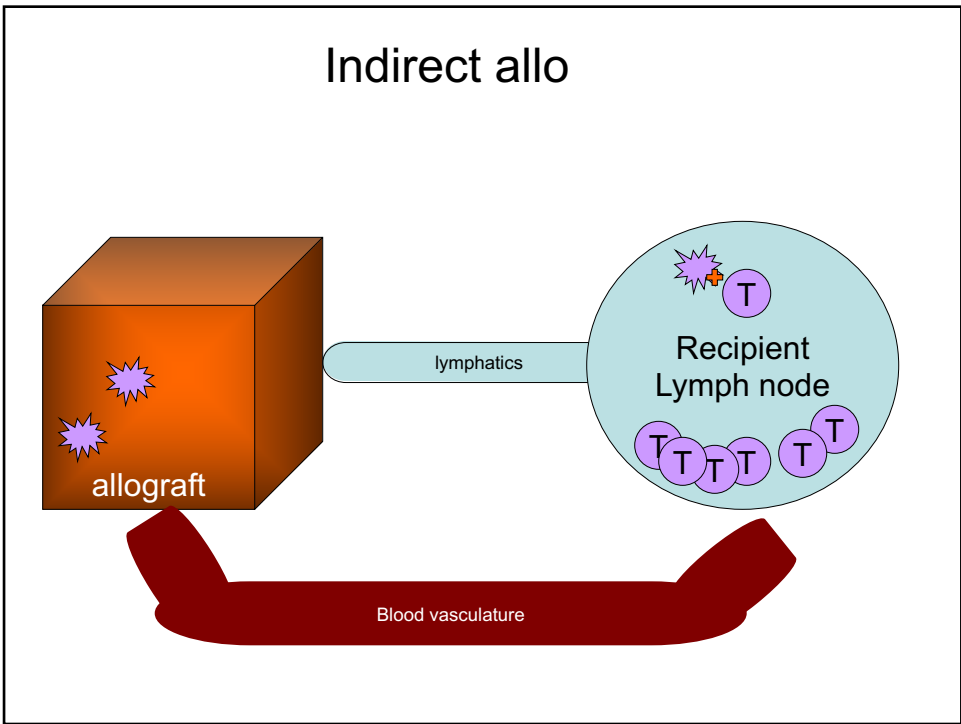 Indirect allo
T
lymphatics
Recipient
Lymph node
T
T
T
T
T
T
allograft
Blood vasculature